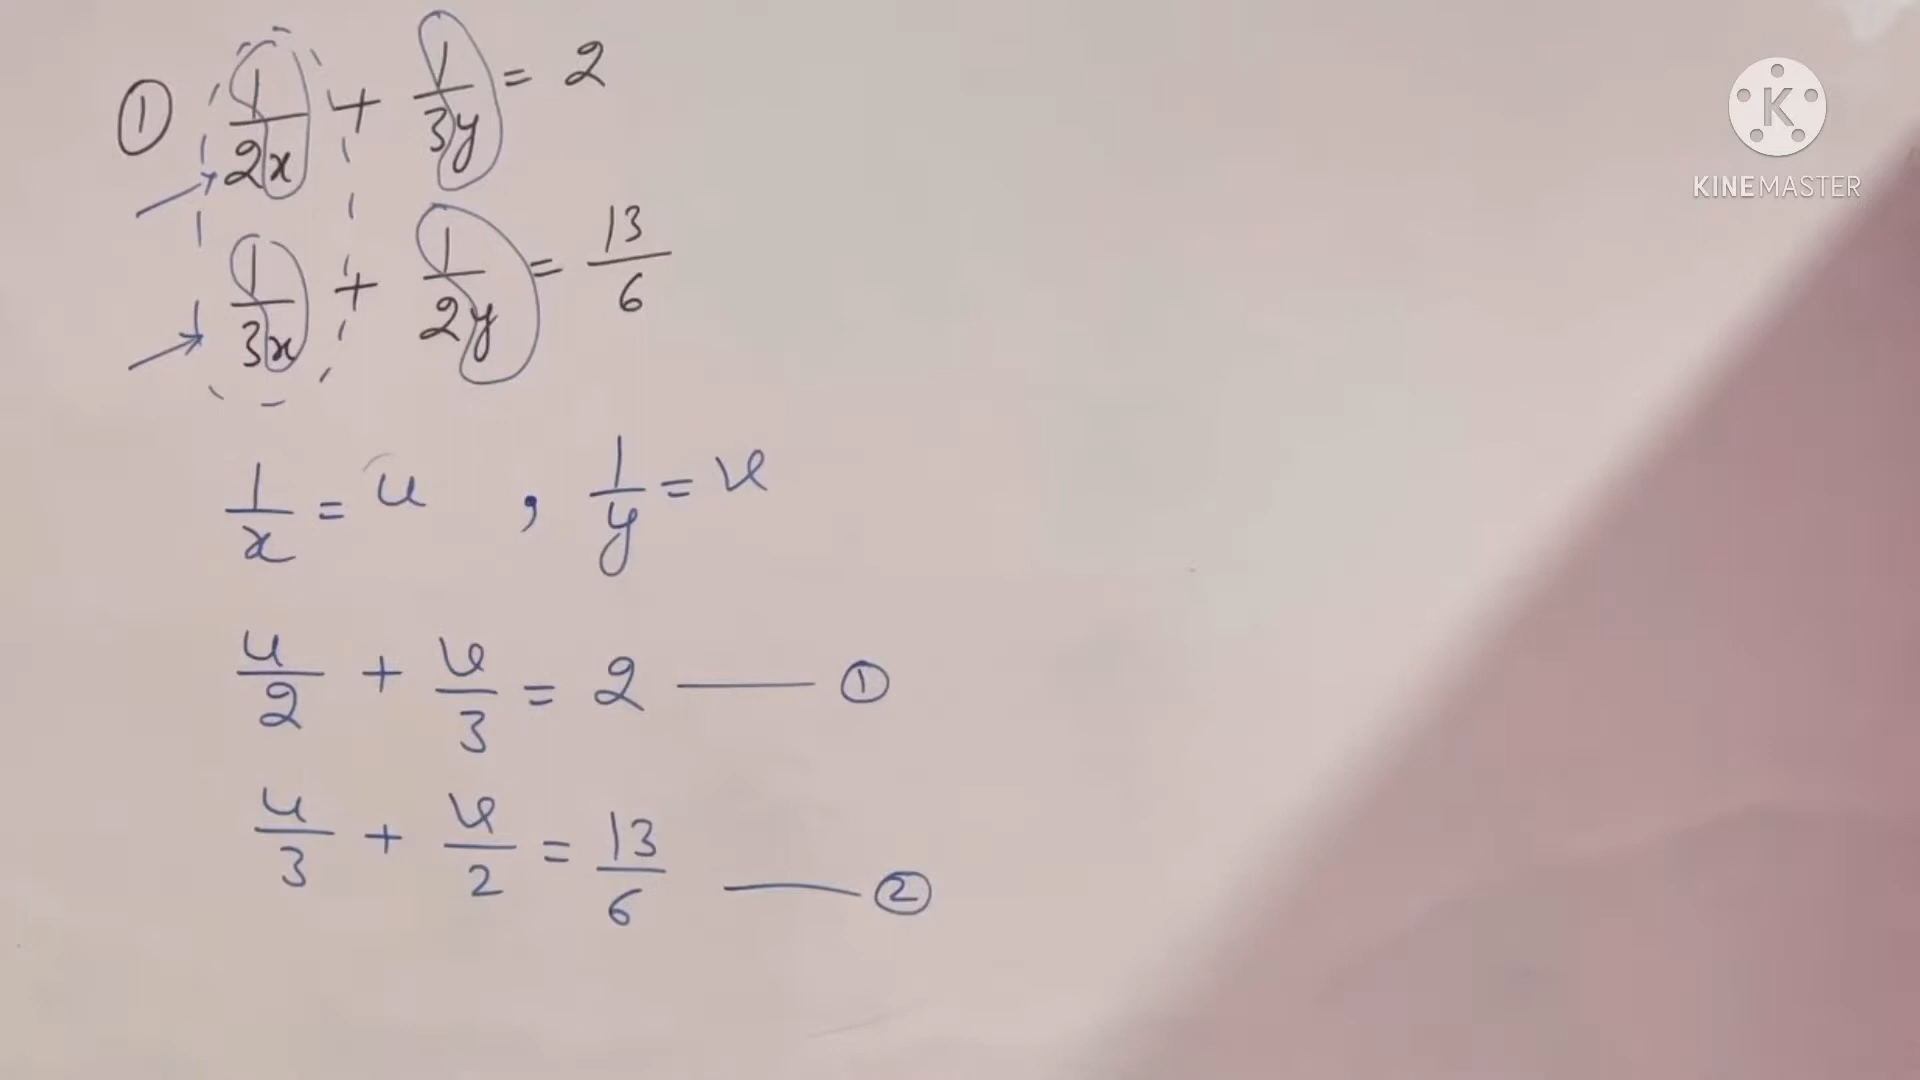 ① 1/2x + 1/3y = 2
1/3x + 1/2y = 13/6
1/x = u , 1/y = v
u/2 + v/3 = 2 —— ①
u/3 + v/2 = 13/6 —— ②
K
KINEMASTER